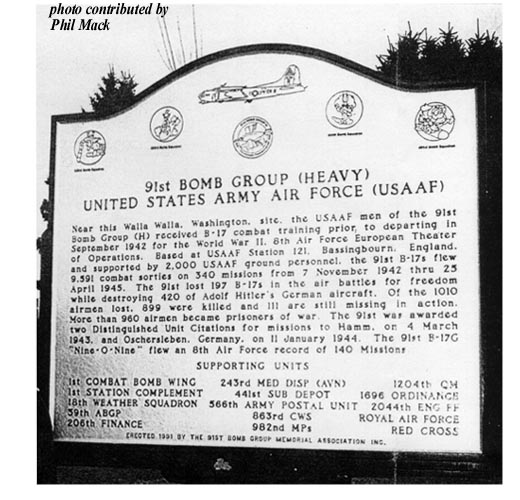 photo contributed by
Phil Mack
91st BOMB GROUP (HEAVY)
UNITED STATES ARMY AIR FORCE (USAAF)
Near this Walla Walla, Washington, site, the USAAF men of the 91st
Bomb Group (H) received B-17 combat training prior to departing in
September 1942 for the World War II, 8th Air Force European Theater
of Operations. Based at USAAF Station 121, Bassingbourn, England,
and supported by 2,000 USAAF ground personnel, the 91st B-17s flew
9,591 combat sorties on 340 missions from 7 November 1942 thru 25
April 1945. The 91st lost 197 B-17s in the air battles for freedom
while destroying 420 of Adolf Hitler's German aircraft. Of the 1010
airmen lost, 899 were killed and 111 are still missing in action.
More than 960 airmen became prisoners of war. The 91st was awarded
two Distinguished Unit Citations for missions to Hamm, on 4 March
1943, and Oschersleben, Germany, on 11 January 1944. The 91st B-17G
"Nine-O-Nine" flew an 8th Air Force record of 140 Missions
SUPPORTING UNITS
1st COMBAT BOMB WING 243rd MED DISP (AVN) 1204th QM
1st STATION COMPLEMENT 441st SUB DEPOT 1696 ORDINANCE
18th WEATHER SQUADRON 566th ARMY POSTAL UNIT 2044th ENG FF
39th ABGP 863rd CWS ROYAL AIR FORCE
206th FINANCE 982nd MPs RED CROSS
ERECTED 1991 BY THE 91ST BOMB GROUP MEMORIAL ASSOCIATION INC.